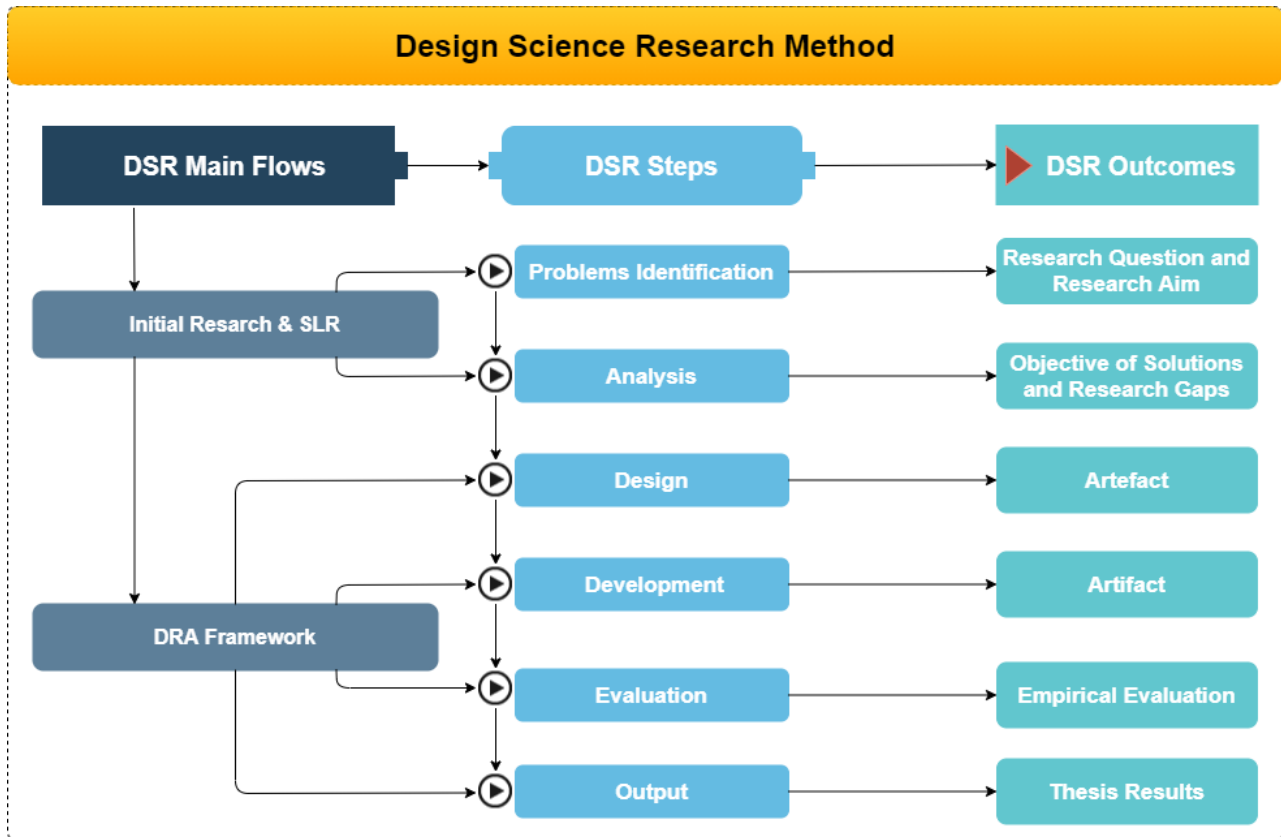 Design Science Research Method
DSR Main Flows
DSR Steps
DSR Outcomes
Problems Identification
Research Question and
Research Aim
Initial Resarch & SLR
Analysis
Objective of Solutions
and Research Gaps
Design
Artefact
Development
Artifact
DRA Framework
Evaluation
Empirical Evaluation
Output
Thesis Results